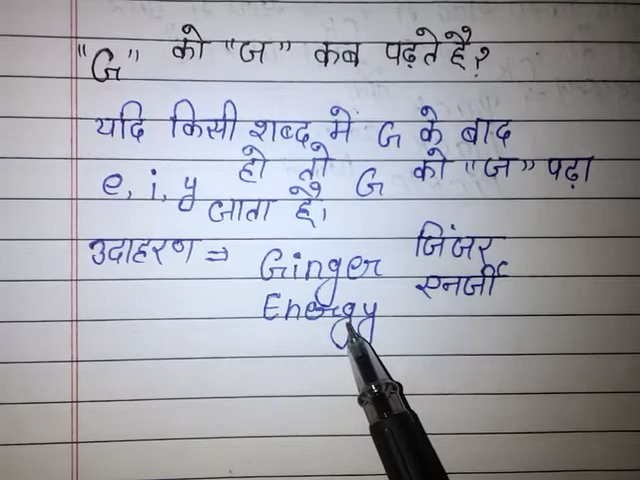 "G" को "ज" कब पढ़ते है?
यदि किसी शब्द में G के बाद
e, i, y हो तो G को "ज" पढ़ा
जाता है।
उदाहरण ⇒ Ginger जिंजर
Energy एनर्जी